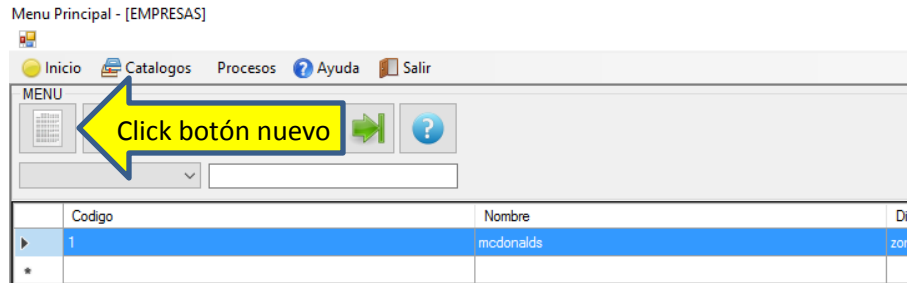 Menu Principal - [EMPRESAS]
Inicio Catalogos Procesos Ayuda Salir
MENU
Click botón nuevo
Codigo Nombre
1 mcdonalds